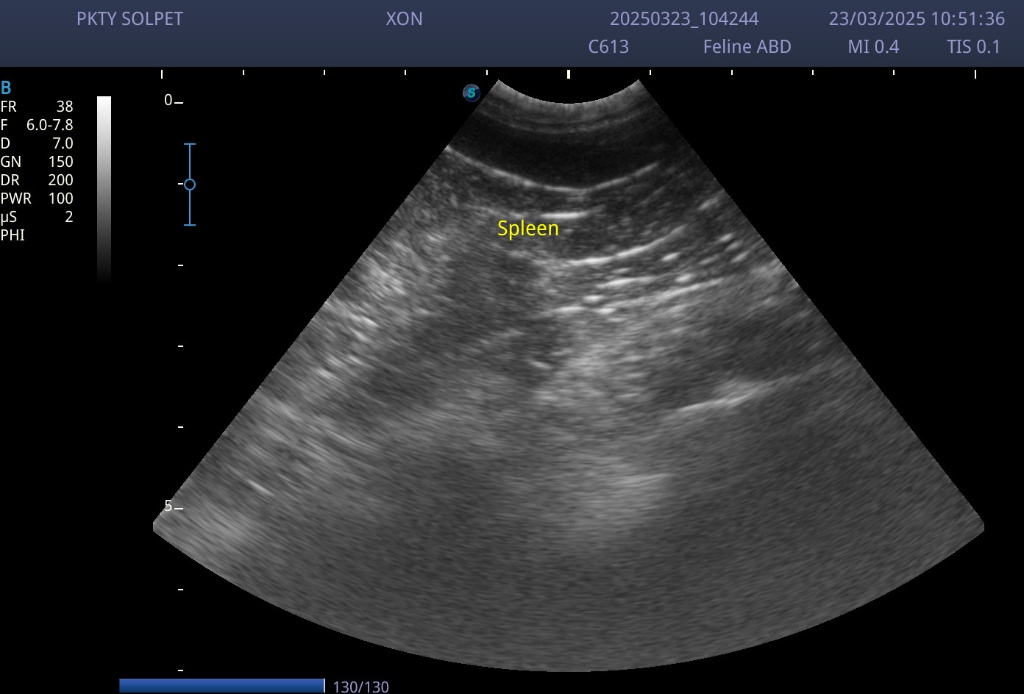 PKTY SOLPET XON 20250323_104244 23/03/2025 10:51:36
C613 Feline ABD MI 0.4 TIS 0.1
B
FR 38
F 6.0-7.8
D 7.0
GN 150
DR 200
PWR 100
µS 2
PHI
S
0
Spleen
5
130/130